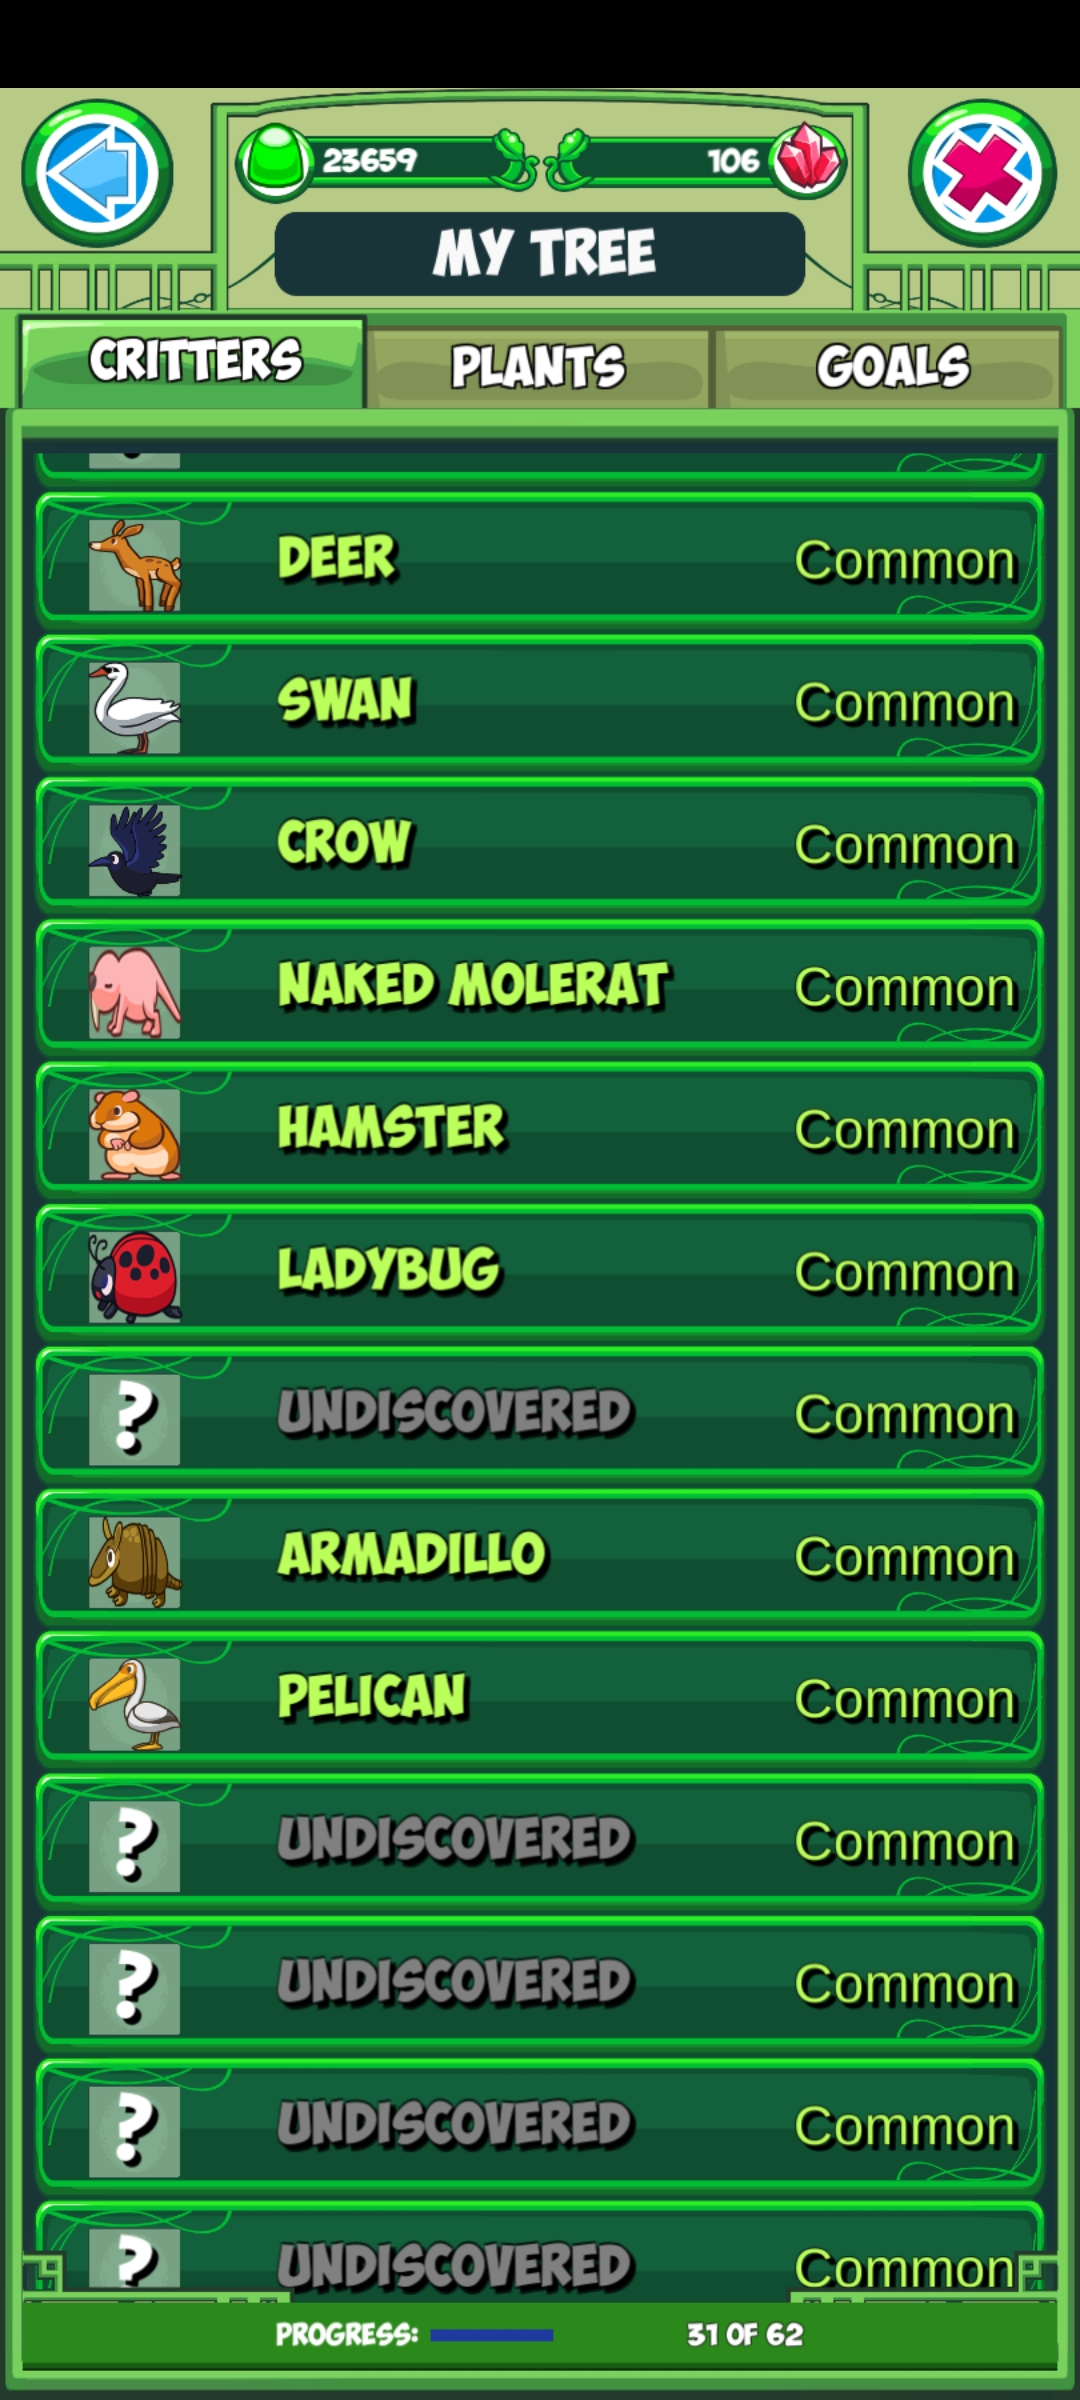 23659
106
MY TREE
CRITTERS
PLANTS
GOALS
DEER Common
SWAN Common
CROW Common
NAKED MOLERAT Common
HAMSTER Common
LADYBUG Common
? UNDISCOVERED Common
ARMADILLO Common
PELICAN Common
? UNDISCOVERED Common
? UNDISCOVERED Common
? UNDISCOVERED Common
? UNDISCOVERED Common
PROGRESS: 31 OF 62